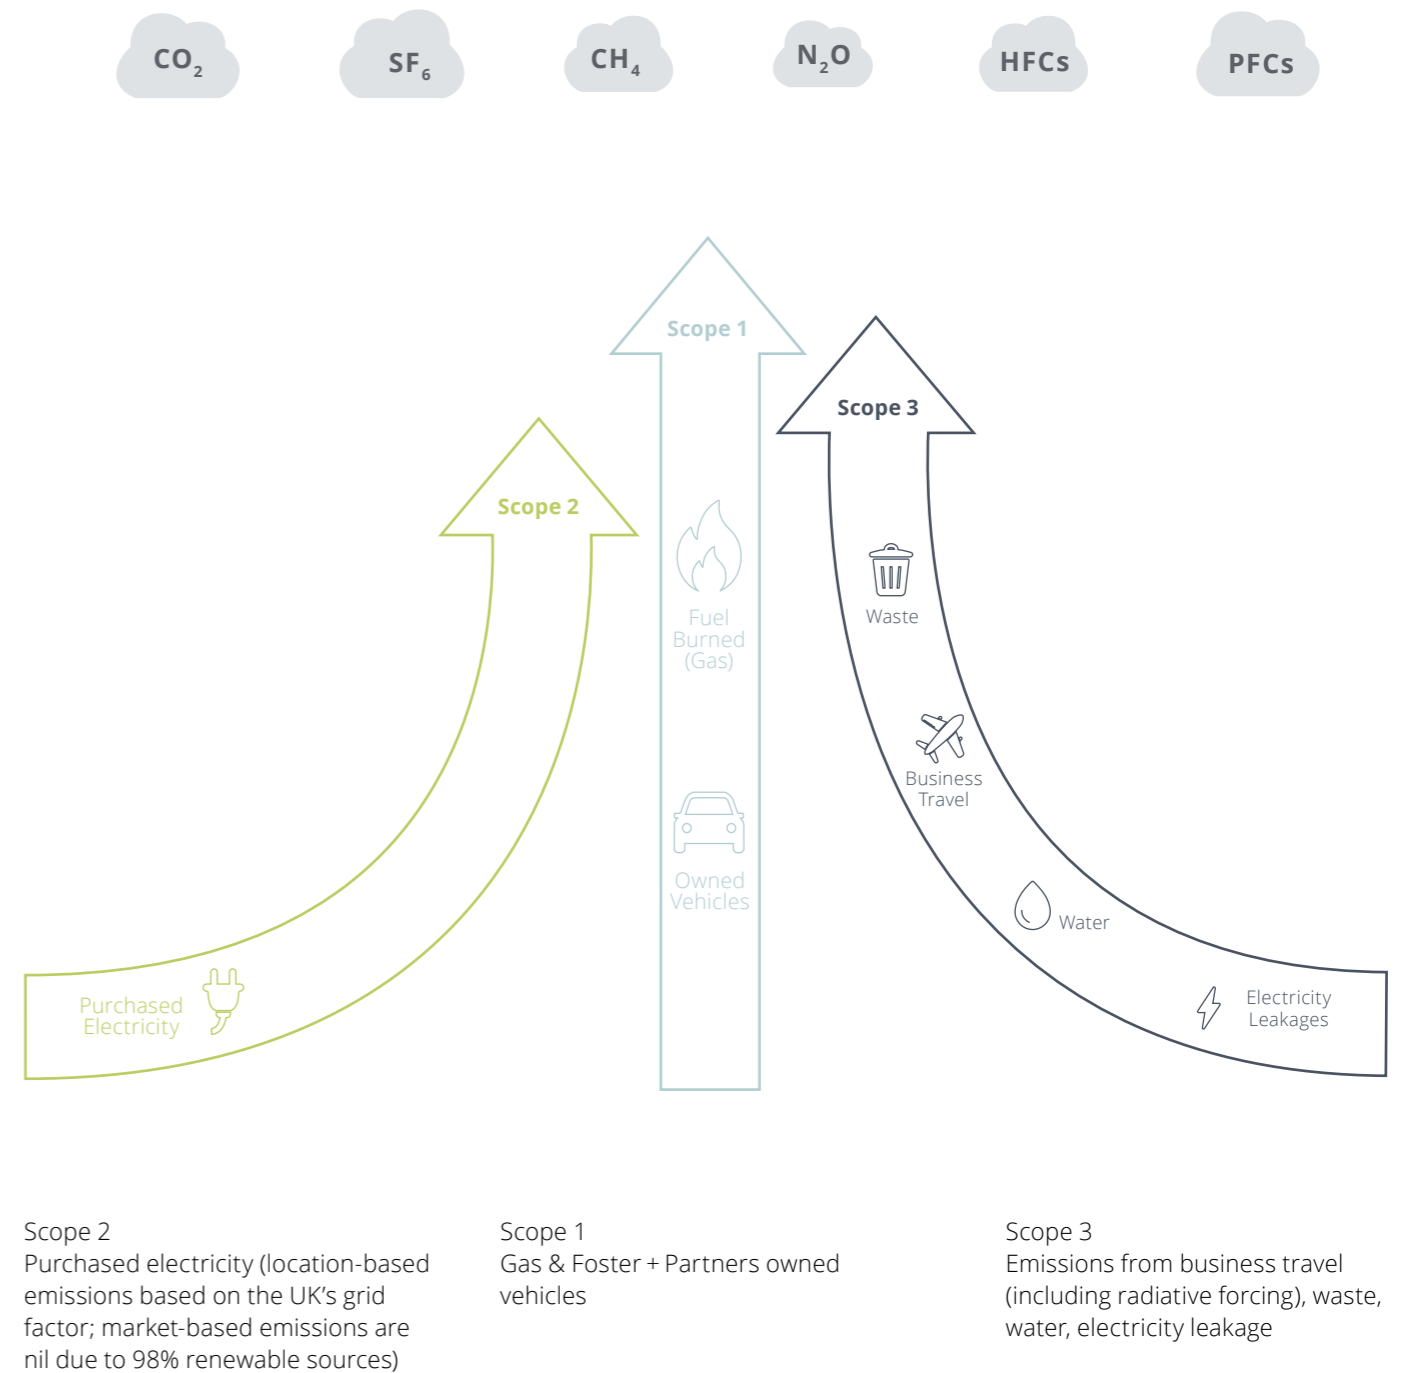 CO2
SF6
CH4
N2O
HFCs
PFCs
Scope 1
Scope 3
Scope 2
Fuel
Burned
(Gas)
Waste
Business
Travel
Owned
Vehicles
Water
Purchased
Electricity
Electricity
Leakages
Scope 2
Purchased electricity (location-based
emissions based on the UK’s grid
factor; market-based emissions are
nil due to 98% renewable sources)
Scope 1
Gas & Foster + Partners owned
vehicles
Scope 3
Emissions from business travel
(including radiative forcing), waste,
water, electricity leakage